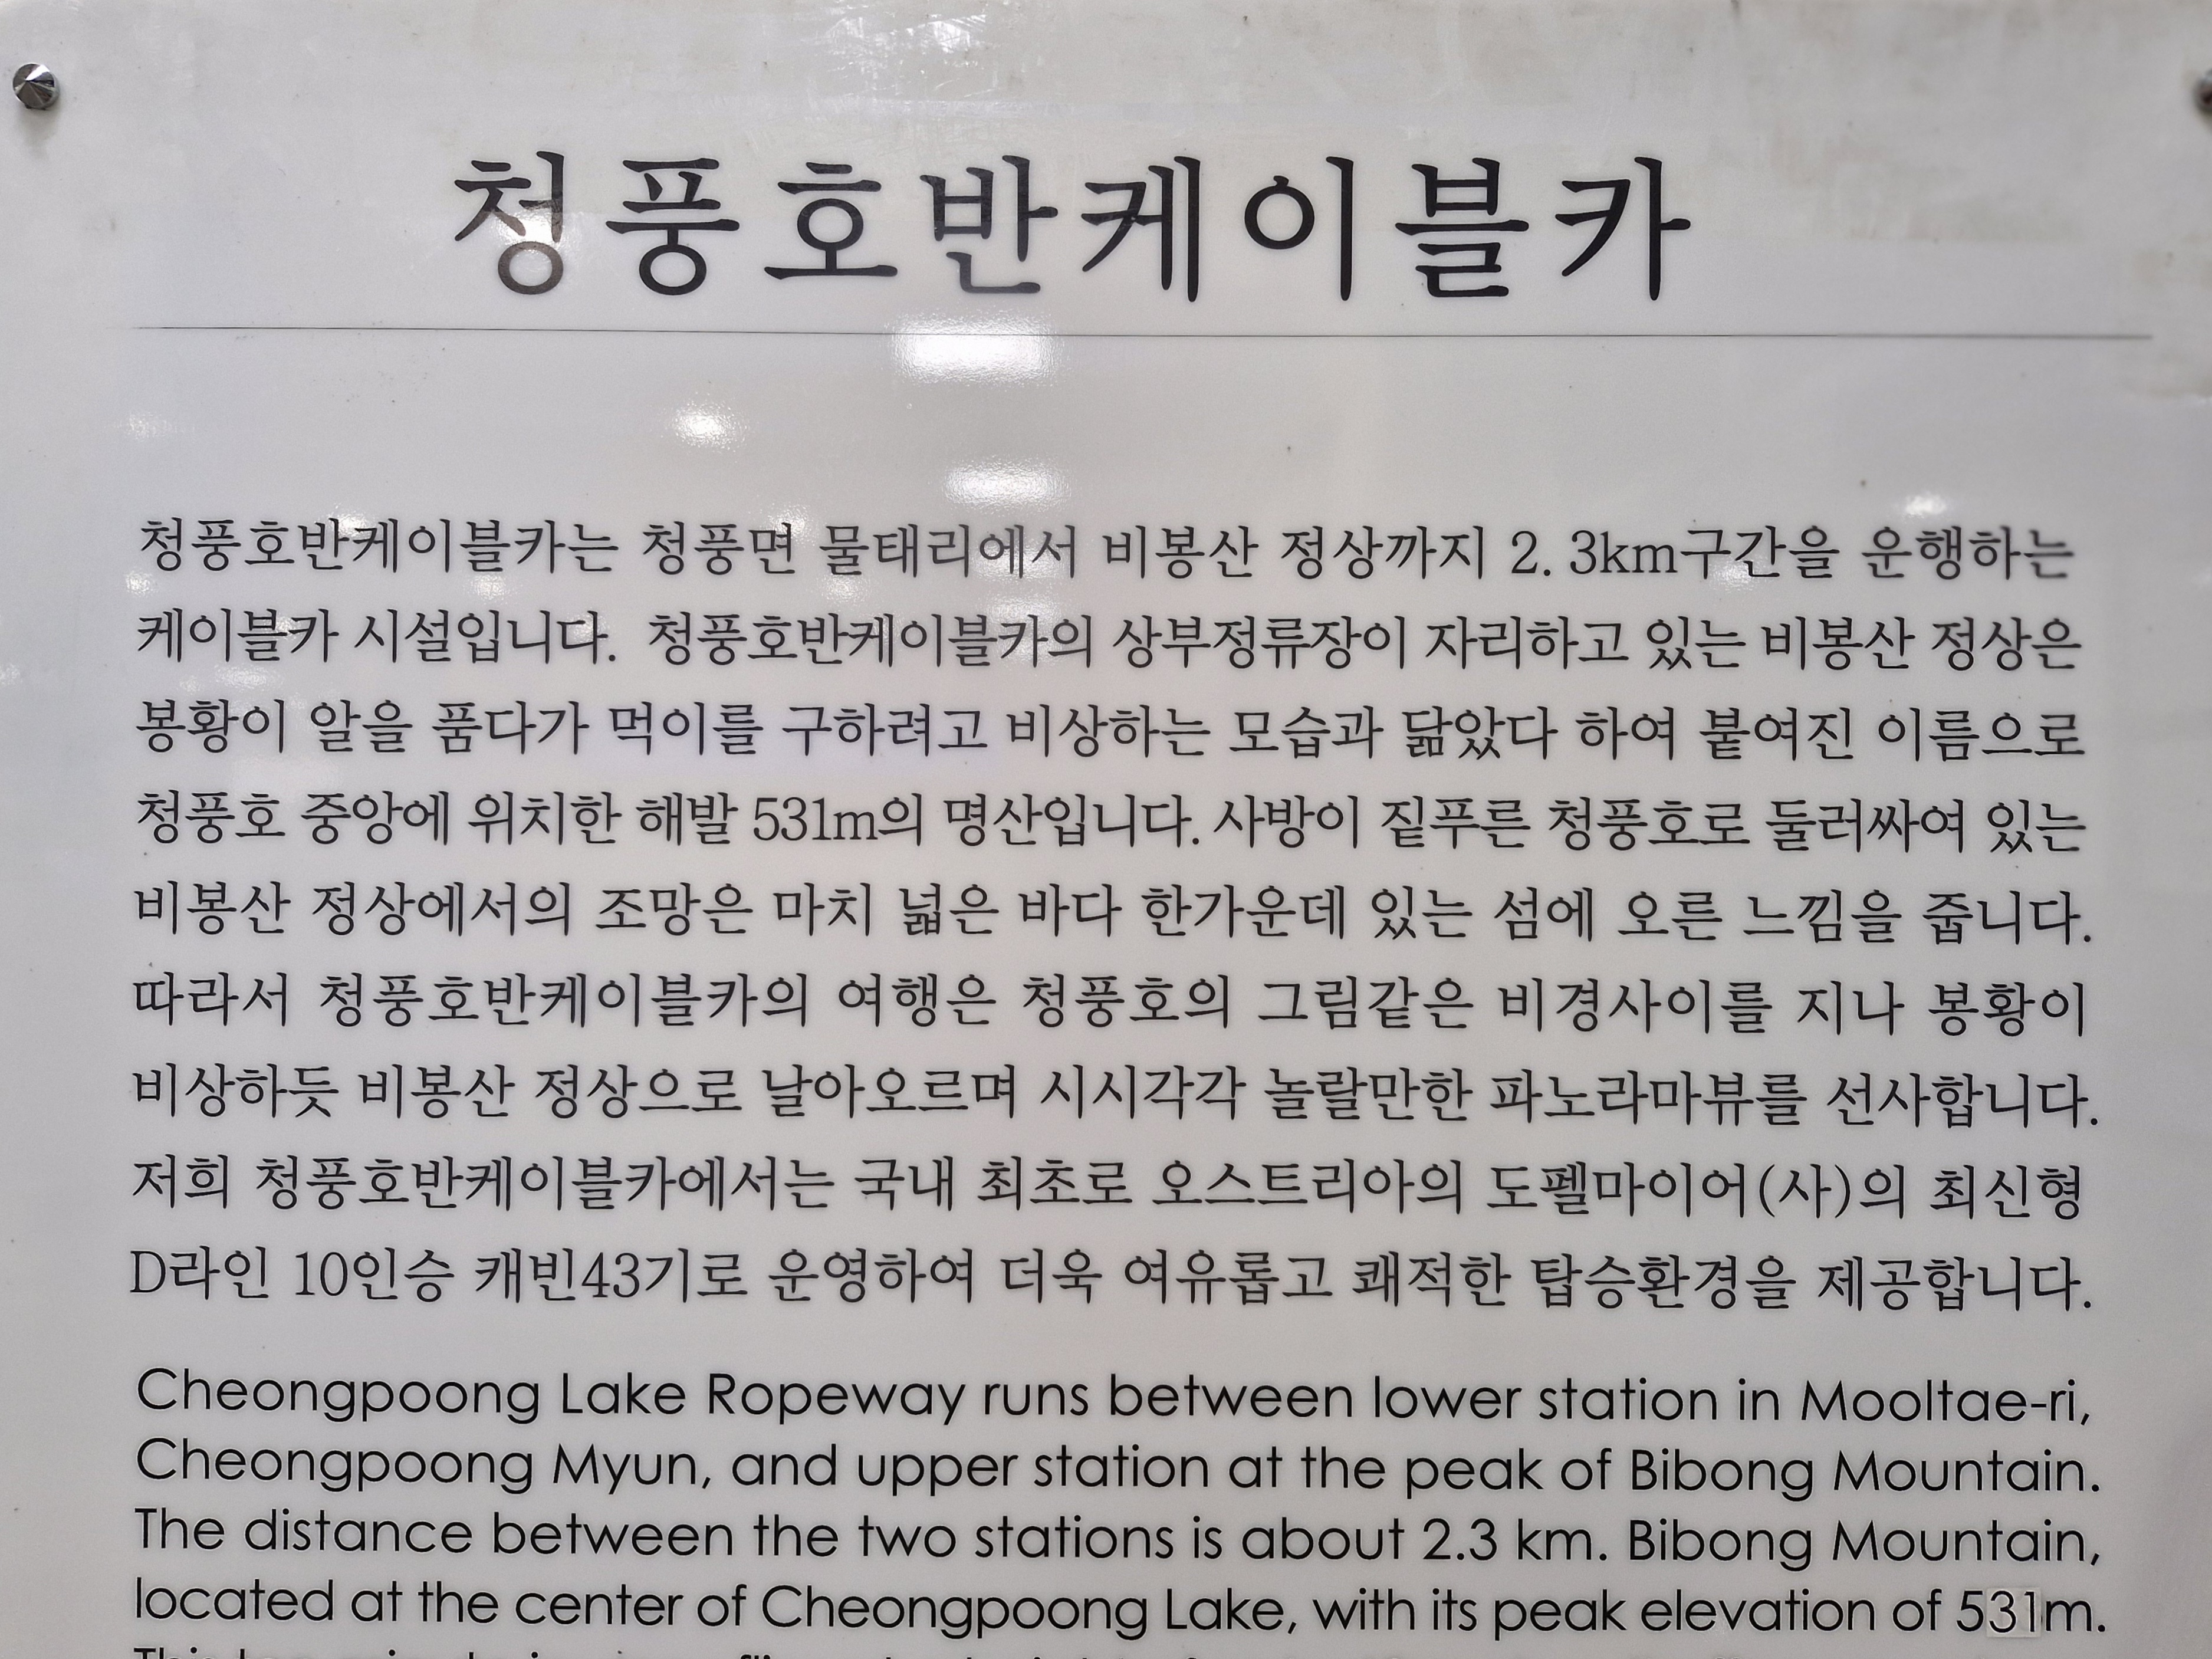 청풍호반케이블카
청풍호반케이블카는 청풍면 물태리에서 비봉산 정상까지 2.3km구간을 운행하는
케이블카 시설입니다. 청풍호반케이블카의 상부정류장이 자리하고 있는 비봉산 정상은
봉황이 알을 품다가 먹이를 구하려고 비상하는 모습과 닮았다 하여 붙여진 이름으로
청풍호 중앙에 위치한 해발 531m의 명산입니다. 사방이 짙푸른 청풍호로 둘러싸여 있는
비봉산 정상에서의 조망은 마치 넓은 바다 한가운데 있는 섬에 오른 느낌을 줍니다.
따라서 청풍호반케이블카의 여행은 청풍호의 그림같은 비경사이를 지나 봉황이
비상하듯 비봉산 정상으로 날아오르며 시시각각 놀랄만한 파노라마뷰를 선사합니다.
저희 청풍호반케이블카에서는 국내 최초로 오스트리아의 도펠마이어(사)의 최신형
D라인 10인승 캐빈43기로 운영하여 더욱 여유롭고 쾌적한 탑승환경을 제공합니다.
Cheongpoong Lake Ropeway runs between lower station in Mooltae-ri,
Cheongpoong Myun, and upper station at the peak of Bibong Mountain.
The distance between the two stations is about 2.3 km. Bibong Mountain,
located at the center of Cheongpoong Lake, with its peak elevation of 531m.